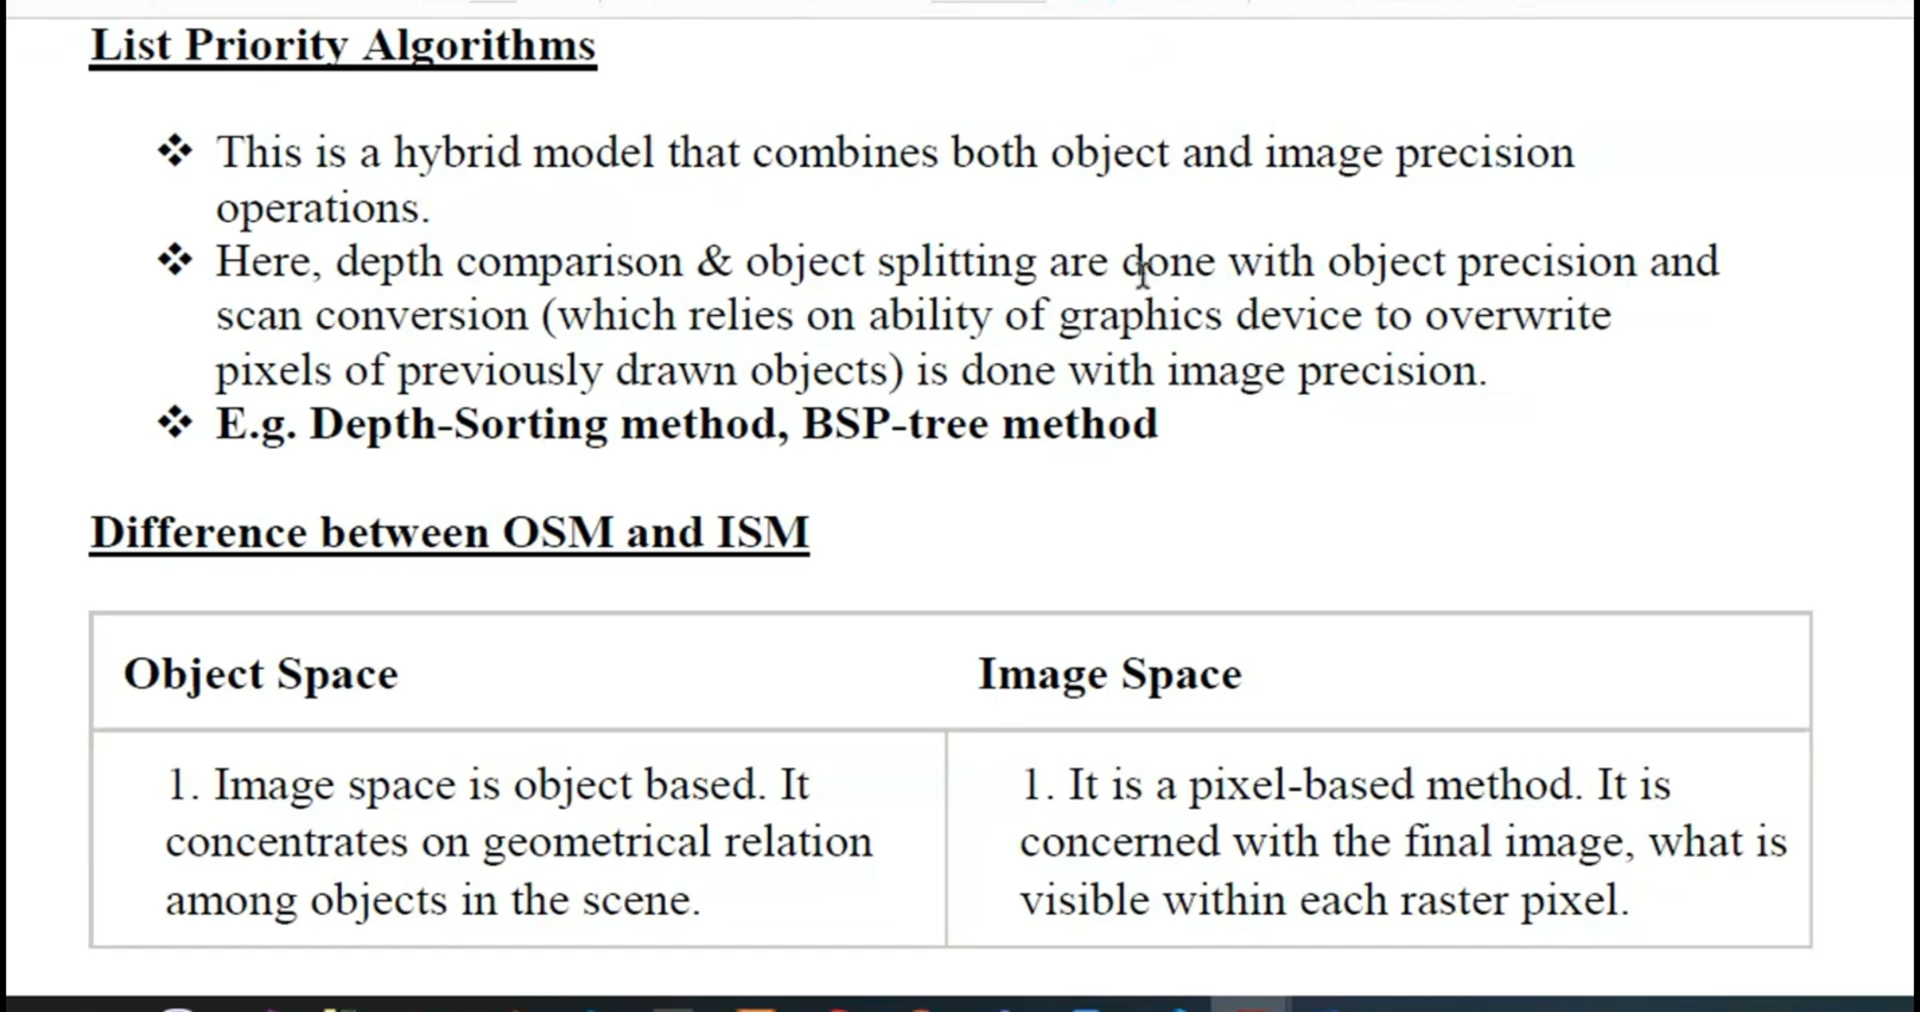 List Priority Algorithms
❖ This is a hybrid model that combines both object and image precision
operations.
❖ Here, depth comparison & object splitting are done with object precision and
scan conversion (which relies on ability of graphics device to overwrite
pixels of previously drawn objects) is done with image precision.
❖ E.g. Depth-Sorting method, BSP-tree method
Difference between OSM and ISM
Object Space
Image Space
1. Image space is object based. It
concentrates on geometrical relation
among objects in the scene.
1. It is a pixel-based method. It is
concerned with the final image, what is
visible within each raster pixel.